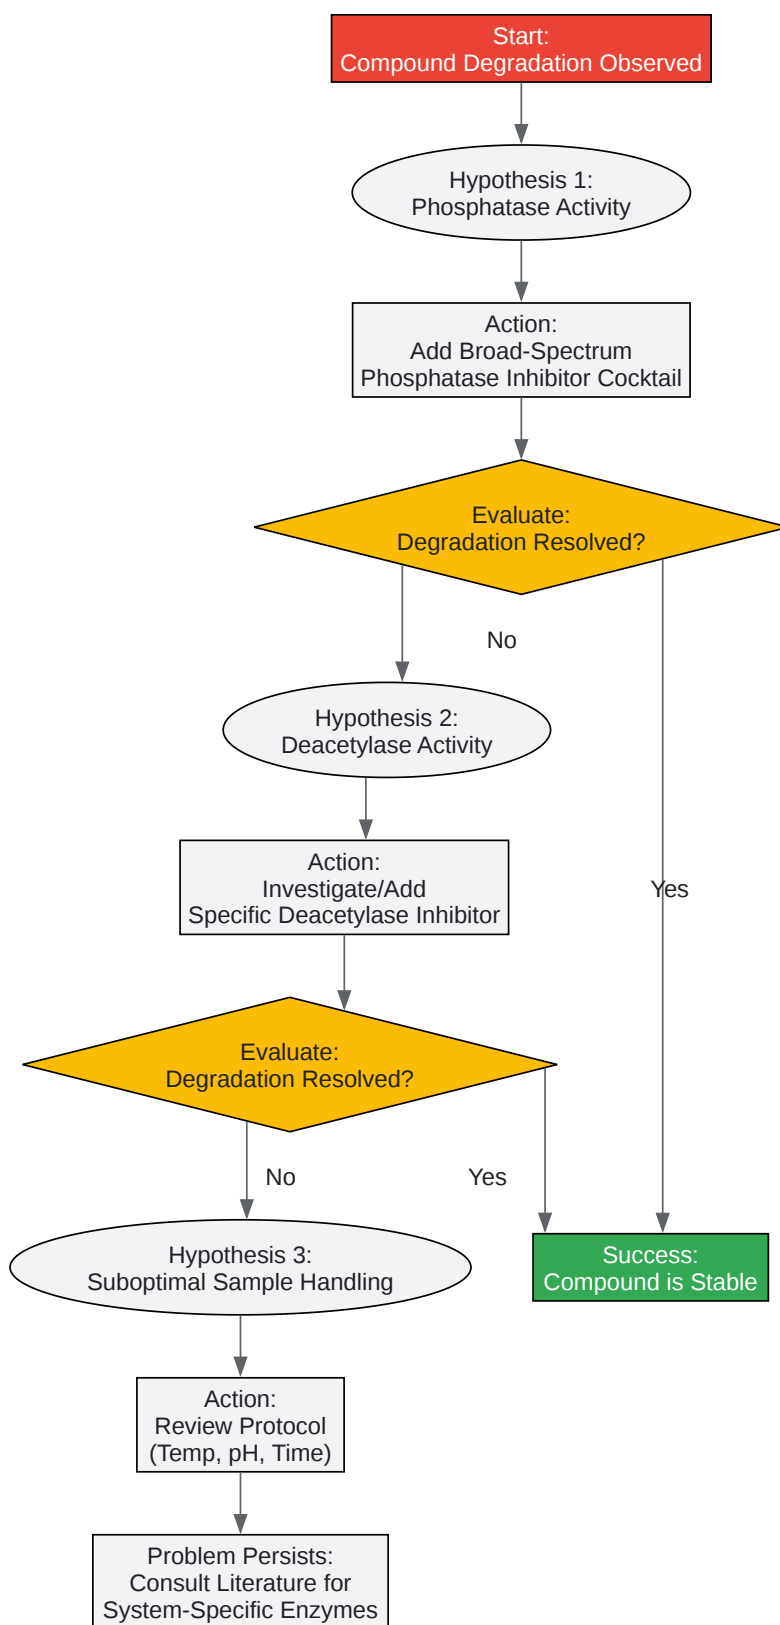 Start:
Compound Degradation Observed
Hypothesis 1:
Phosphatase Activity
Action:
Add Broad-Spectrum
Phosphatase Inhibitor Cocktail
Evaluate:
Degradation Resolved?
No
Hypothesis 2:
Deacetylase Activity
Action:
Investigate/Add
Specific Deacetylase Inhibitor
Yes
Evaluate:
Degradation Resolved?
No
Yes
Hypothesis 3:
Suboptimal Sample Handling
Success:
Compound is Stable
Action:
Review Protocol
(Temp, pH, Time)
Problem Persists:
Consult Literature for
System-Specific Enzymes